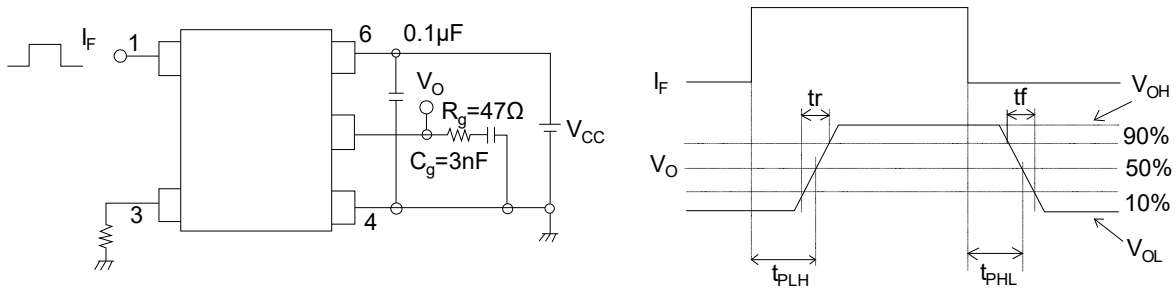 I_F
1
6
0.1µF
V_O
R_g=47Ω
C_g=3nF
V_CC
3
4
I_F
tr
tf
V_OH
90%
V_O
50%
10%
V_OL
t_PLH
t_PHL